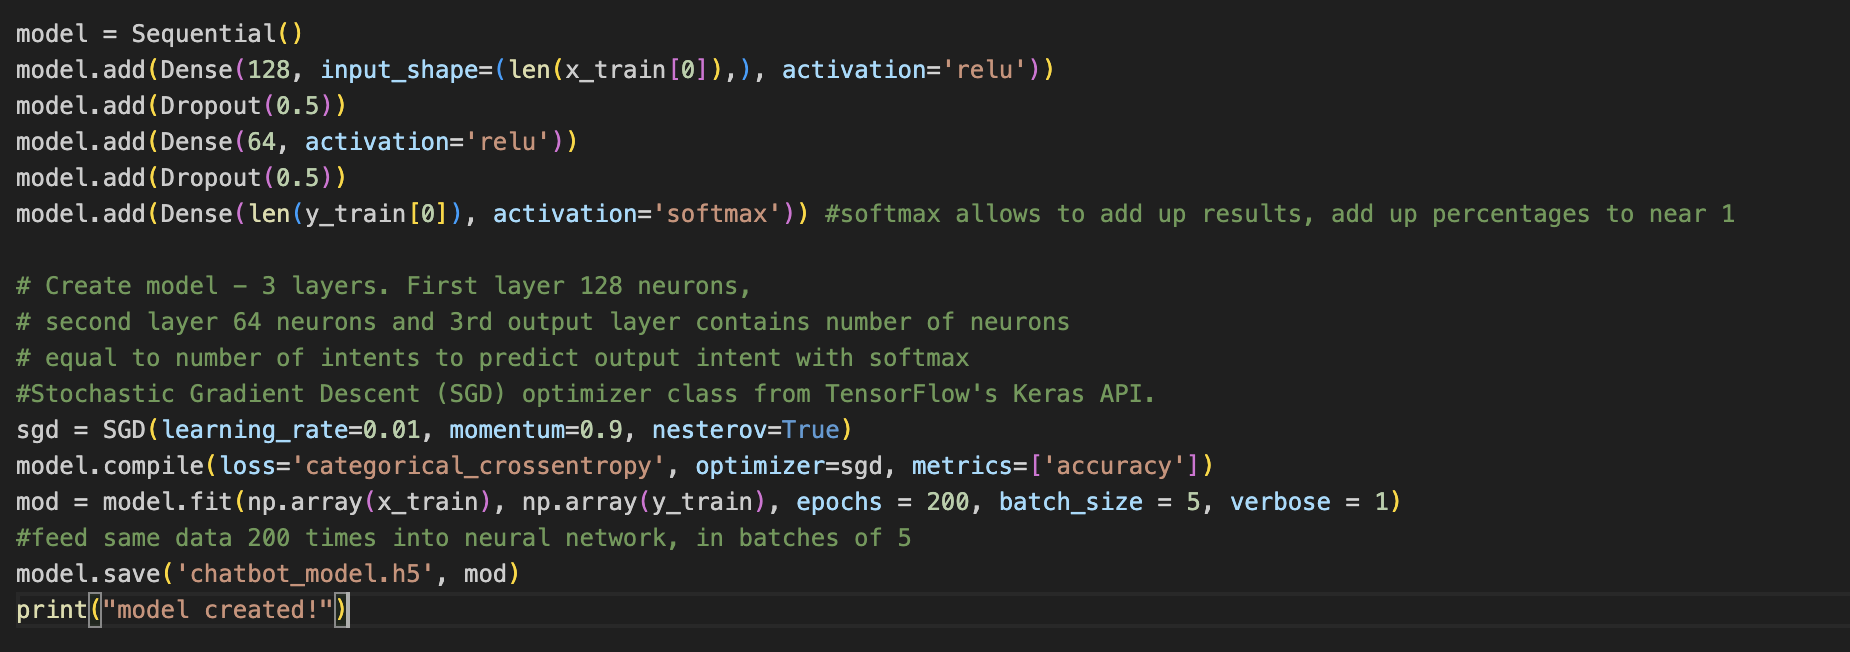 model = Sequential()
model.add(Dense(128, input_shape=(len(x_train[0]),), activation='relu'))
model.add(Dropout(0.5))
model.add(Dense(64, activation='relu'))
model.add(Dropout(0.5))
model.add(Dense(len(y_train[0]), activation='softmax')) #softmax allows to add up results, add up percentages to near 1
# Create model – 3 layers. First layer 128 neurons,
# second layer 64 neurons and 3rd output layer contains number of neurons
# equal to number of intents to predict output intent with softmax
#Stochastic Gradient Descent (SGD) optimizer class from TensorFlow's Keras API.
sgd = SGD(learning_rate=0.01, momentum=0.9, nesterov=True)
model.compile(loss='categorical_crossentropy', optimizer=sgd, metrics=['accuracy'])
mod = model.fit(np.array(x_train), np.array(y_train), epochs = 200, batch_size = 5, verbose = 1)
#feed same data 200 times into neural network, in batches of 5
model.save('chatbot_model.h5', mod)
print("model created!")